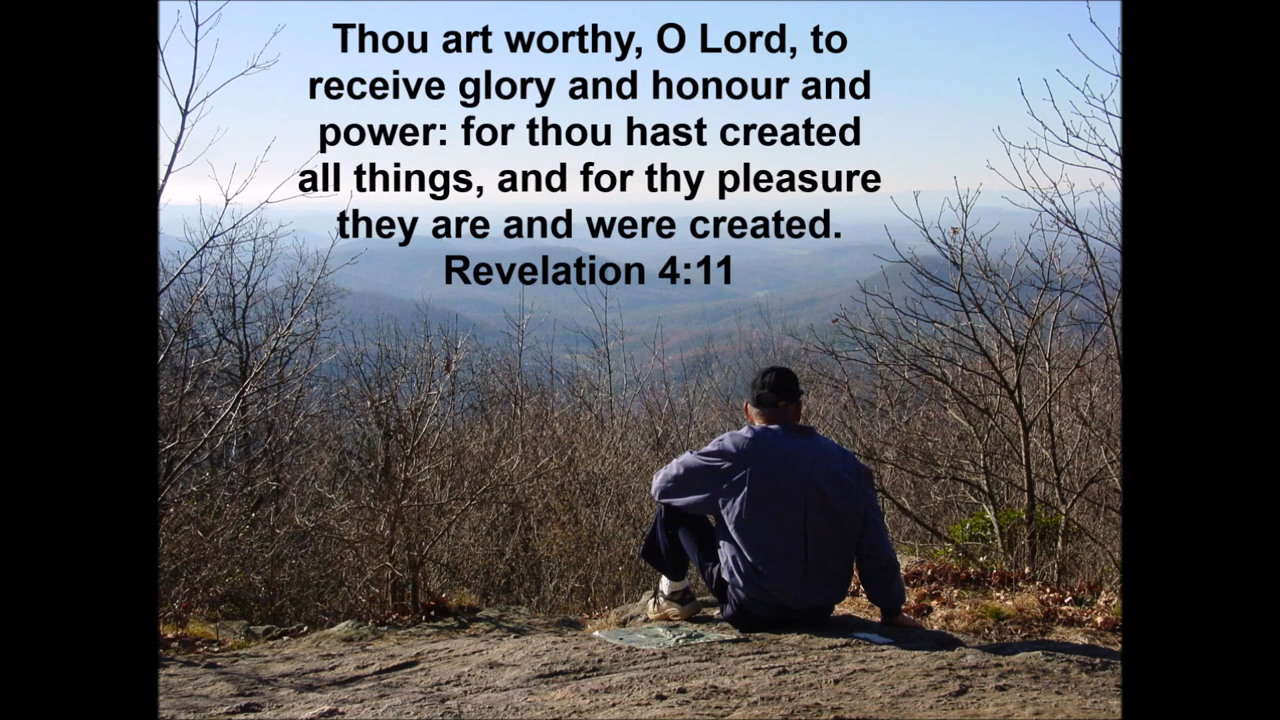 Thou art worthy, O Lord, to
receive glory and honour and
power: for thou hast created
all things, and for thy pleasure
they are and were created.
Revelation 4:11